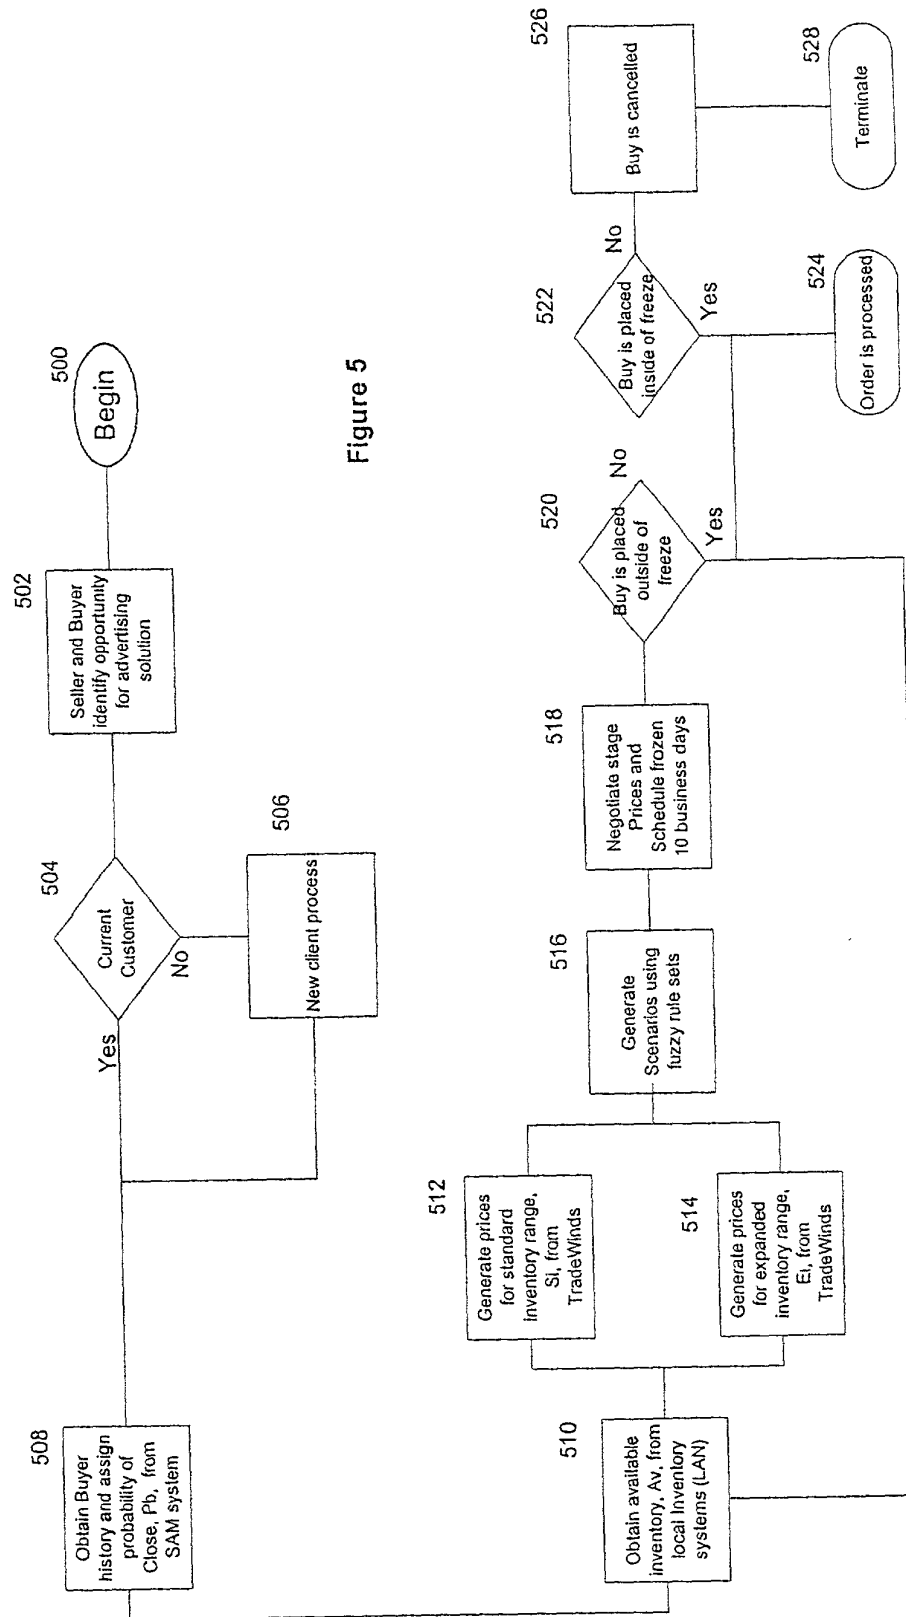 500
Begin
502
Seller and Buyer
identify opportunity
for advertising
solution
504
Current
Customer
Yes
No
506
New client process
508
Obtain Buyer
history and assign
probability of
Close, Pb, from
SAM system
Figure 5
510
Obtain available
inventory, Av, from
local Inventory
systems (LAN)
512
Generate prices
for standard
inventory range,
Si, from
TradeWinds
514
Generate prices
for expanded
inventory range,
Ei, from
TradeWinds
516
Generate
Scenarios using
fuzzy rule sets
518
Negotiate stage
Prices and
Schedule frozen
10 business days
520
Buy is placed
outside of
freeze
No
Yes
522
Buy is placed
inside of freeze
No
Yes
524
Order is processed
526
Buy is cancelled
528
Terminate